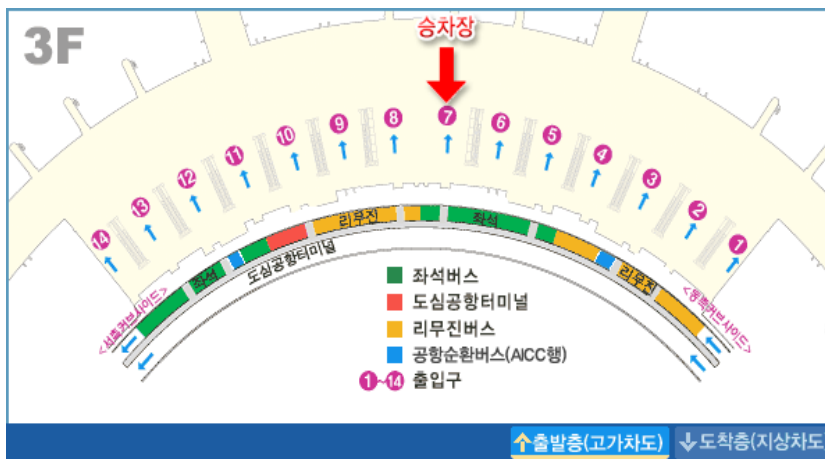 3F
승차장
7
8
6
9
5
10
4
11
3
12
2
13
1
14
리무진
좌석
도심공항터미널
좌석
리무진
<서측커브사이드>
<동측커브사이드>
좌석버스
도심공항터미널
리무진버스
공항순환버스(AICC행)
1~14 출입구
출발층(고가차도)
도착층(지상차도